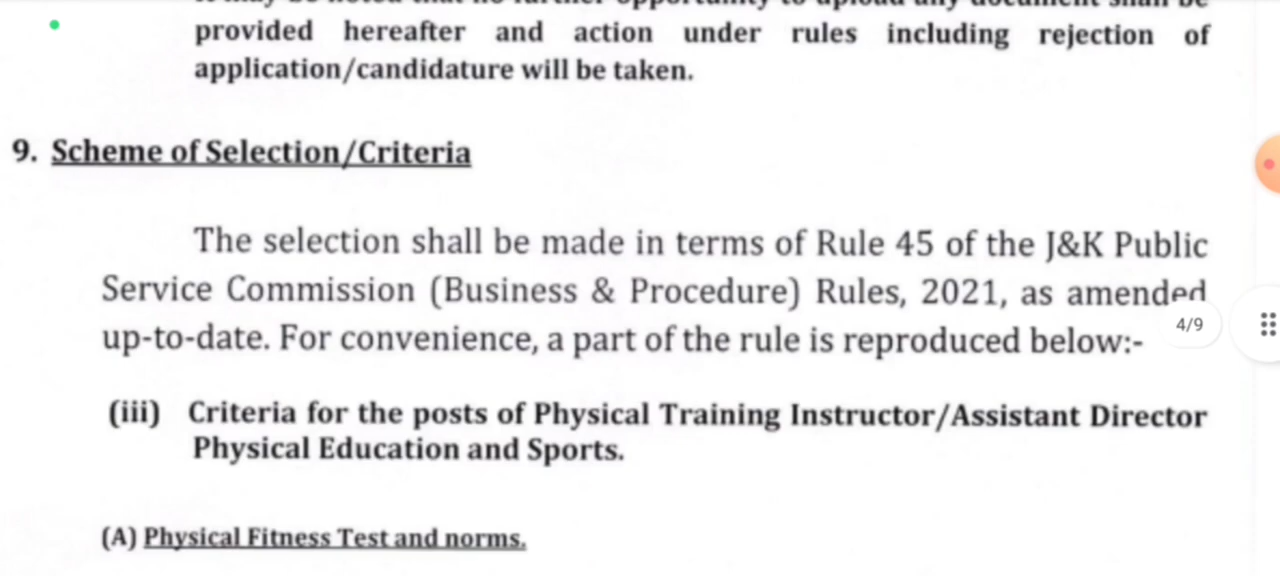 provided hereafter and action under rules including rejection of
application/candidature will be taken.
9. Scheme of Selection/Criteria
The selection shall be made in terms of Rule 45 of the J&K Public
Service Commission (Business & Procedure) Rules, 2021, as amended
up-to-date. For convenience, a part of the rule is reproduced below:-
4/9
(iii) Criteria for the posts of Physical Training Instructor/Assistant Director
Physical Education and Sports.
(A) Physical Fitness Test and norms.